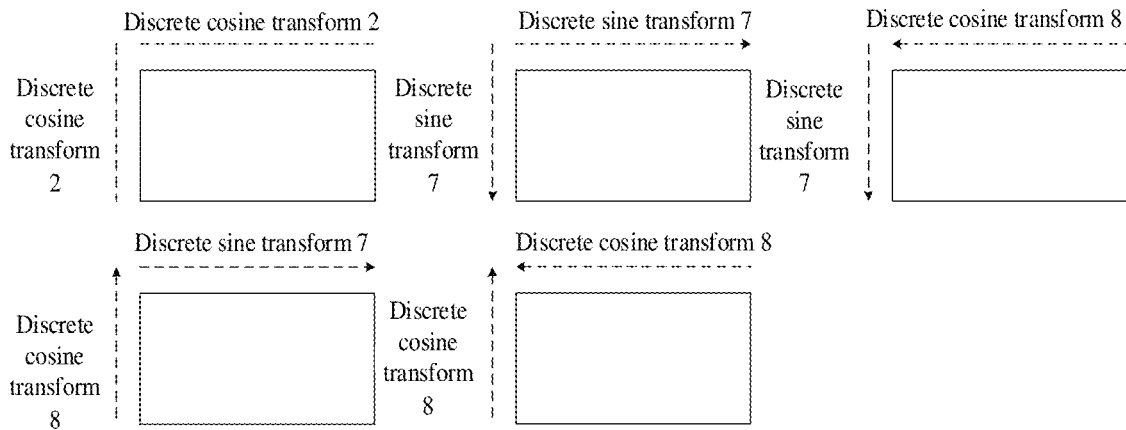 Discrete cosine transform 2
Discrete
cosine
transform
2
Discrete sine transform 7
Discrete
sine
transform
7
Discrete cosine transform 8
Discrete
sine
transform
7
Discrete sine transform 7
Discrete
cosine
transform
8
Discrete cosine transform 8
Discrete
cosine
transform
8